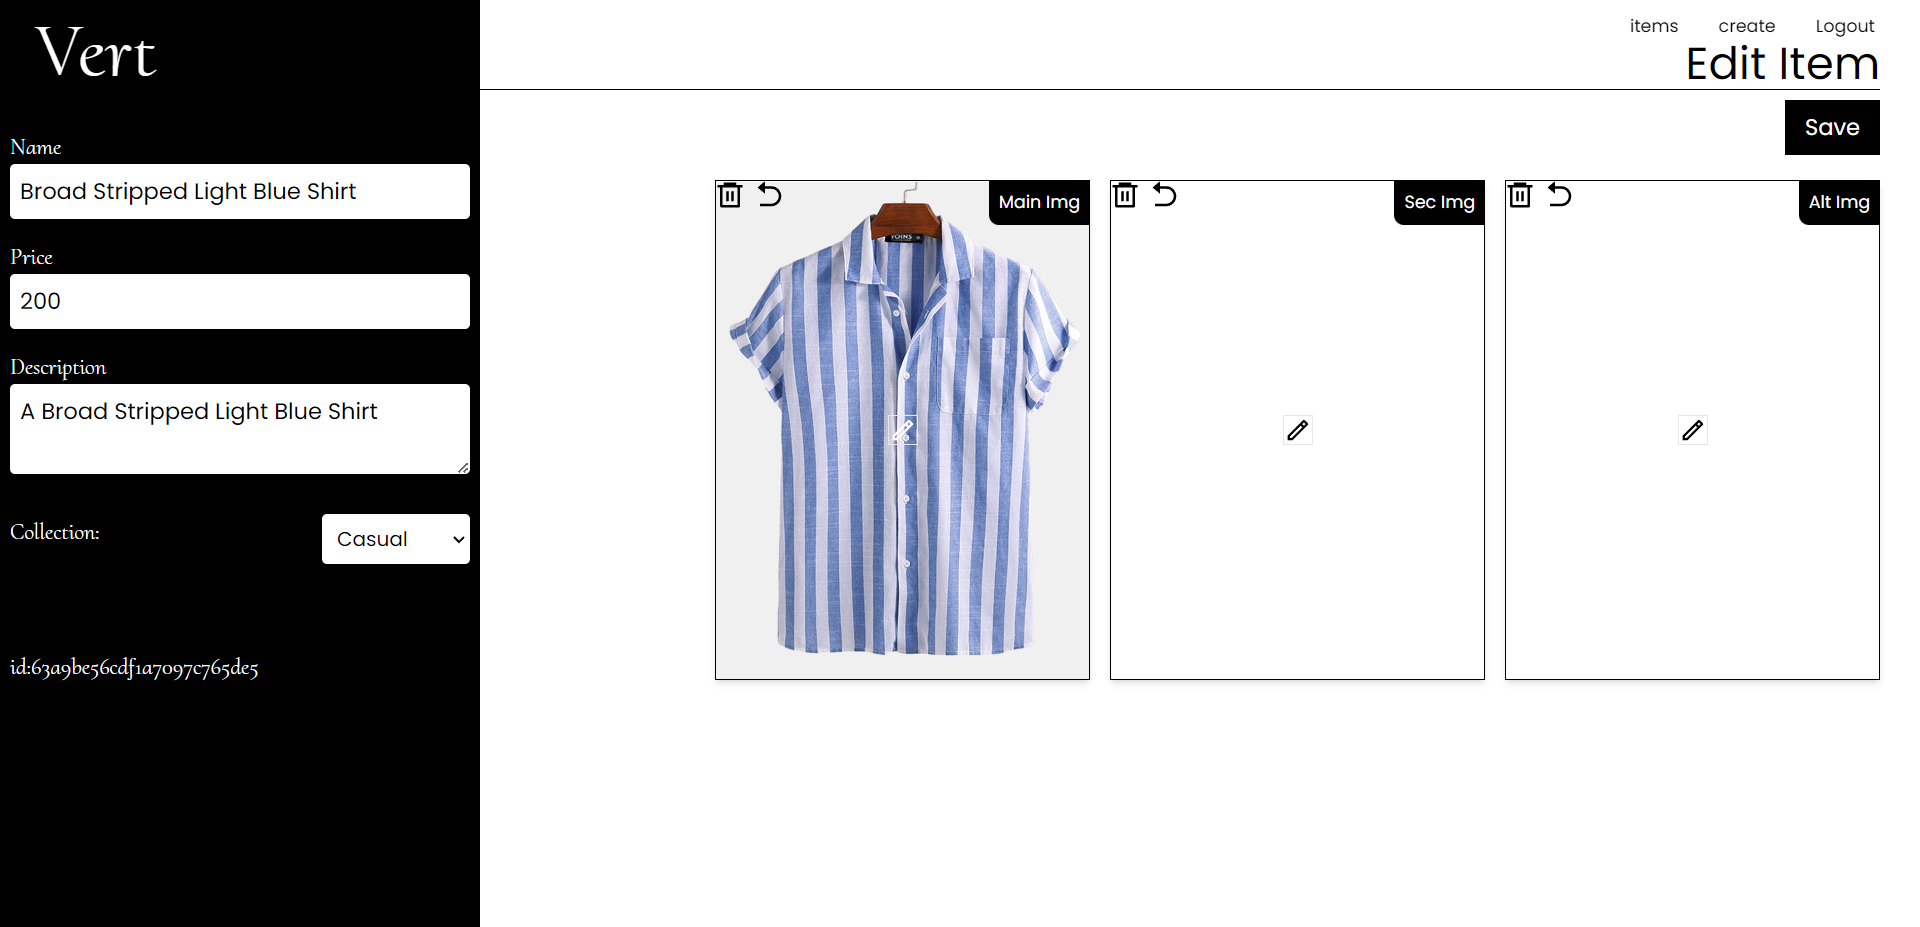 Vert
items create Logout
Edit Item
Save
Name
Broad Stripped Light Blue Shirt
Price
200
Description
A Broad Stripped Light Blue Shirt
Collection:
Casual
id:63a9be56cdf1a7097c765de5
Main Img
YOINS
Sec Img
Alt Img